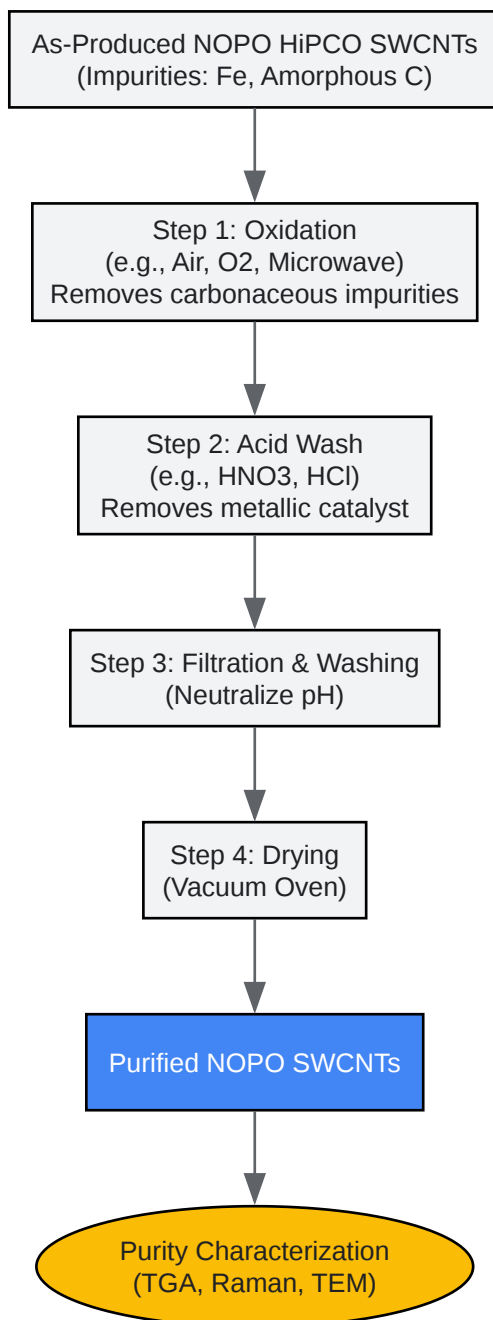 As-Produced NOPO HiPCO SWCNTs
(Impurities: Fe, Amorphous C)
Step 1: Oxidation
(e.g., Air, O2, Microwave)
Removes carbonaceous impurities
Step 2: Acid Wash
(e.g., HNO3, HCl)
Removes metallic catalyst
Step 3: Filtration & Washing
(Neutralize pH)
Step 4: Drying
(Vacuum Oven)
Purified NOPO SWCNTs
Purity Characterization
(TGA, Raman, TEM)